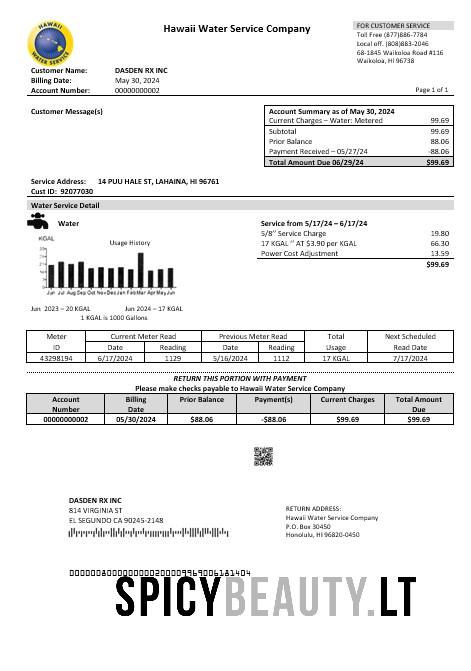 HAWAII
WATER SERVICE
Hawaii Water Service Company
FOR CUSTOMER SERVICE
Toll Free (877)886-7784
Local off. (808)883-2046
68-1845 Waikoloa Road #116
Waikoloa, HI 96738
Customer Name: DASDEN RX INC
Billing Date: May 30, 2024
Account Number: 00000000002
Page 1 of 1
Customer Message(s)
Account Summary as of May 30, 2024
Current Charges – Water: Metered 99.69
Subtotal 99.69
Prior Balance 88.06
Payment Received – 05/27/24 -88.06
Total Amount Due 06/29/24 $99.69
Service Address: 14 PUU HALE ST, LAHAINA, HI 96761
Cust ID: 92077030
Water Service Detail
Water
Service from 5/17/24 – 6/17/24
5/8" Service Charge 19.80
17 KGAL " AT $3.90 per KGAL 66.30
Power Cost Adjustment 13.59
$99.69
KGAL
Usage History
Jun Jul Aug Sep Oct Nov Dec Jan Feb Mar Apr May Jun
Jun 2023 – 20 KGAL Jun 2024 – 17 KGAL
1 KGAL is 1000 Gallons
Meter Current Meter Read Previous Meter Read Total Next Scheduled
ID Date Reading Date Reading Usage Read Date
43298194 6/17/2024 1129 5/16/2024 1112 17 KGAL 7/17/2024
RETURN THIS PORTION WITH PAYMENT
Please make checks payable to Hawaii Water Service Company
Account Billing Prior Balance Payment(s) Current Charges Total Amount
Number Date Due
00000000002 05/30/2024 $88.06 -$88.06 $99.69 $99.69
DASDEN RX INC
814 VIRGINIA ST
EL SEGUNDO CA 90245-2148
RETURN ADDRESS:
Hawaii Water Service Company
P.O. Box 30450
Honolulu, HI 96820-0450
SPICYBEAUTY.LT